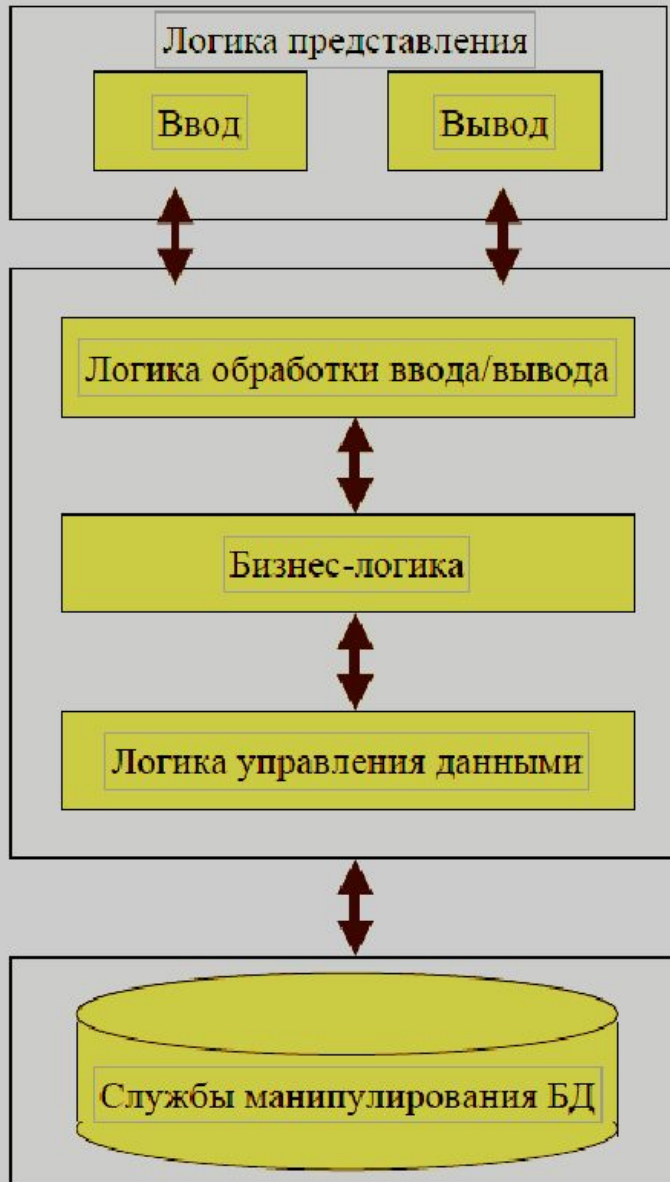 Логика представления
Ввод
Вывод
Логика обработки ввода/вывода
Бизнес-логика
Логика управления данными
Службы манипулирования БД